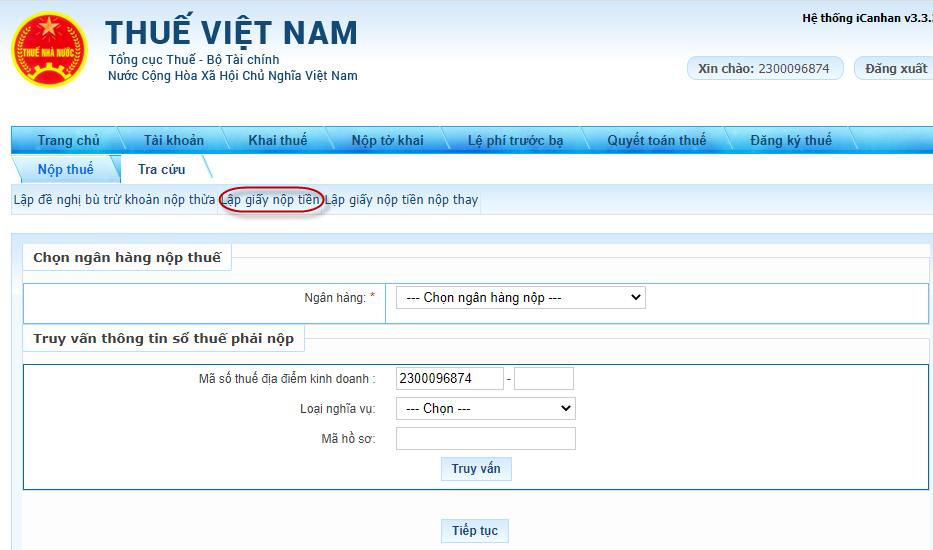 Hệ thống iCanhan v3.3.
THUẾ NHÀ NƯỚC
THUẾ VIỆT NAM
Tổng cục Thuế - Bộ Tài chính
Nước Cộng Hòa Xã Hội Chủ Nghĩa Việt Nam
Xin chào: 2300096874 Đăng xuất
Trang chủ Tài khoản Khai thuế Nộp tờ khai Lệ phí trước bạ Quyết toán thuế Đăng ký thuế
Nộp thuế Tra cứu
Lập đề nghị bù trừ khoản nộp thừa Lập giấy nộp tiền Lập giấy nộp tiền nộp thay
Chọn ngân hàng nộp thuế
Ngân hàng: * --- Chọn ngân hàng nộp ---
Truy vấn thông tin số thuế phải nộp
Mã số thuế địa điểm kinh doanh : 2300096874 -
Loại nghĩa vụ: --- Chọn ---
Mã hồ sơ:
Truy vấn
Tiếp tục